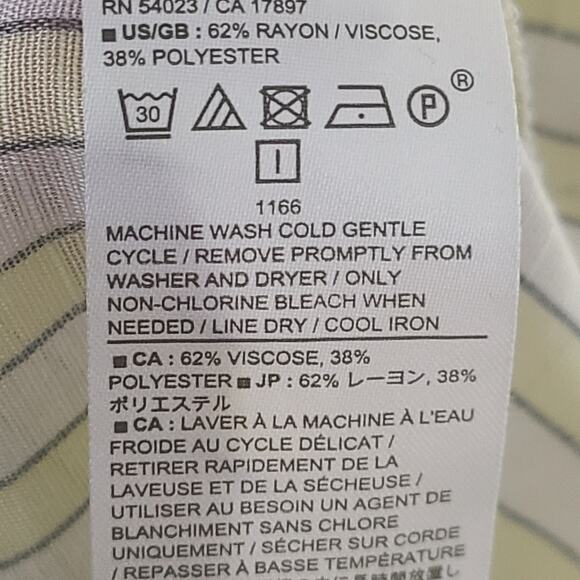 RN 54023 / CA 17897
■ US/GB : 62% RAYON / VISCOSE,
38% POLYESTER
30
P
®
1166
MACHINE WASH COLD GENTLE
CYCLE / REMOVE PROMPTLY FROM
WASHER AND DRYER / ONLY
NON-CHLORINE BLEACH WHEN
NEEDED / LINE DRY / COOL IRON
■ CA : 62% VISCOSE, 38%
POLYESTER ■ JP : 62% レーヨン, 38%
ポリエステル
■ CA : LAVER À LA MACHINE À L'EAU
FROIDE AU CYCLE DÉLICAT /
RETIRER RAPIDEMENT DE LA
LAVEUSE ET DE LA SÉCHEUSE /
UTILISER AU BESOIN UN AGENT DE
BLANCHIMENT SANS CHLORE
UNIQUEMENT / SÉCHER SUR CORDE
/ REPASSER À BASSE TEMPÉRATURE